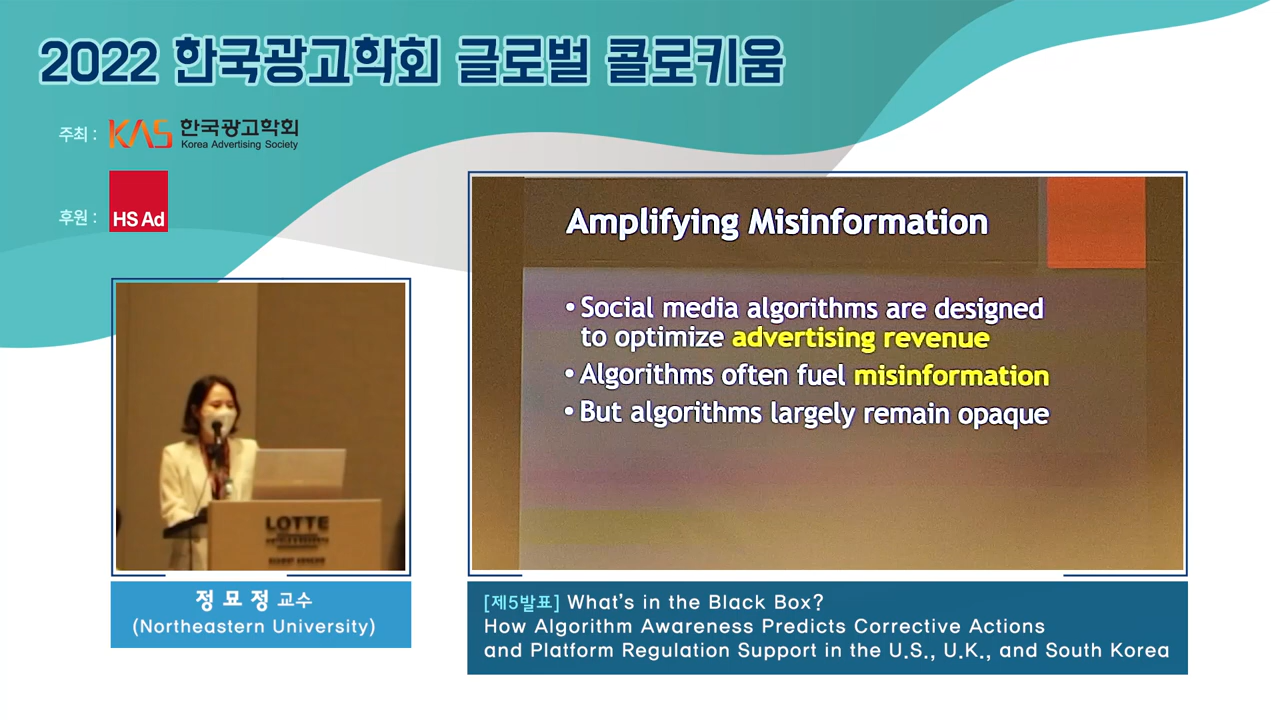 2022 한국광고학회 글로벌 콜로키움
주최 :
KAS 한국광고학회
Korea Advertising Society
후원 :
HS Ad
Amplifying Misinformation
• Social media algorithms are designed
to optimize advertising revenue
• Algorithms often fuel misinformation
• But algorithms largely remain opaque
LOTTE
정 묘 정 교수
(Northeastern University)
[제5발표] What's in the Black Box?
How Algorithm Awareness Predicts Corrective Actions
and Platform Regulation Support in the U.S., U.K., and South Korea